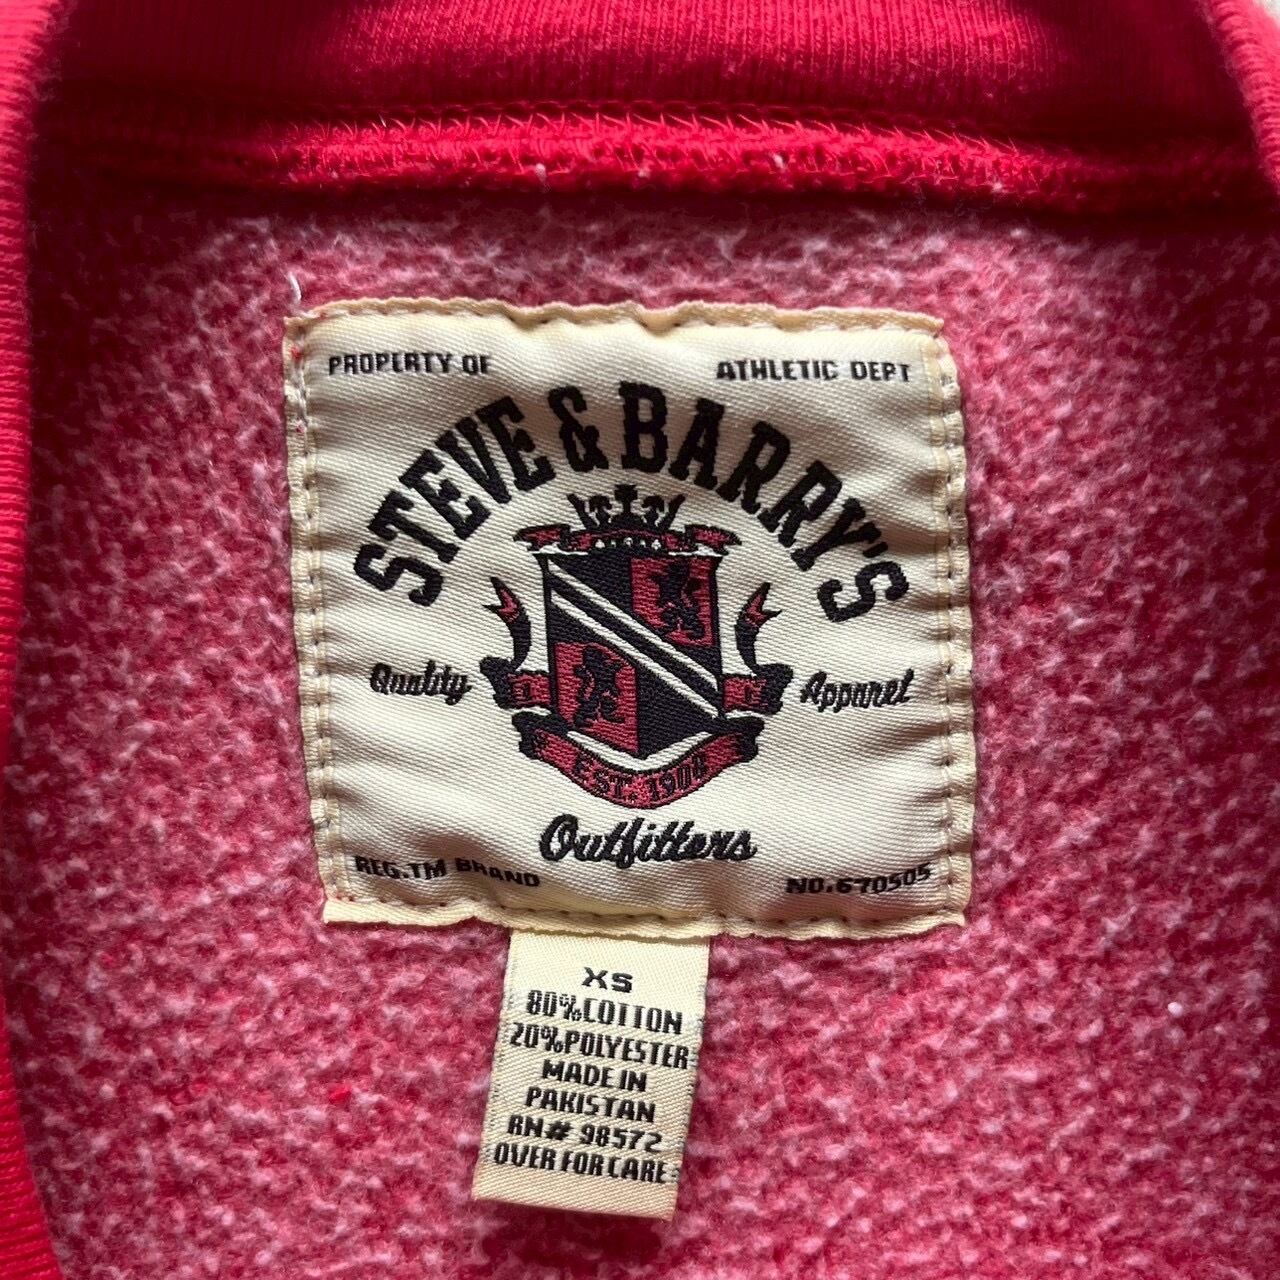 PROPERTY OF ATHLETIC DEPT
STEVE & BARRY'S
Quality Apparel
EST. 1908
Outfitters
REG.TM BRAND NO.670505
XS
80%COTTON
20%POLYESTER
MADE IN
PAKISTAN
RN# 98572
OVER FOR CARE